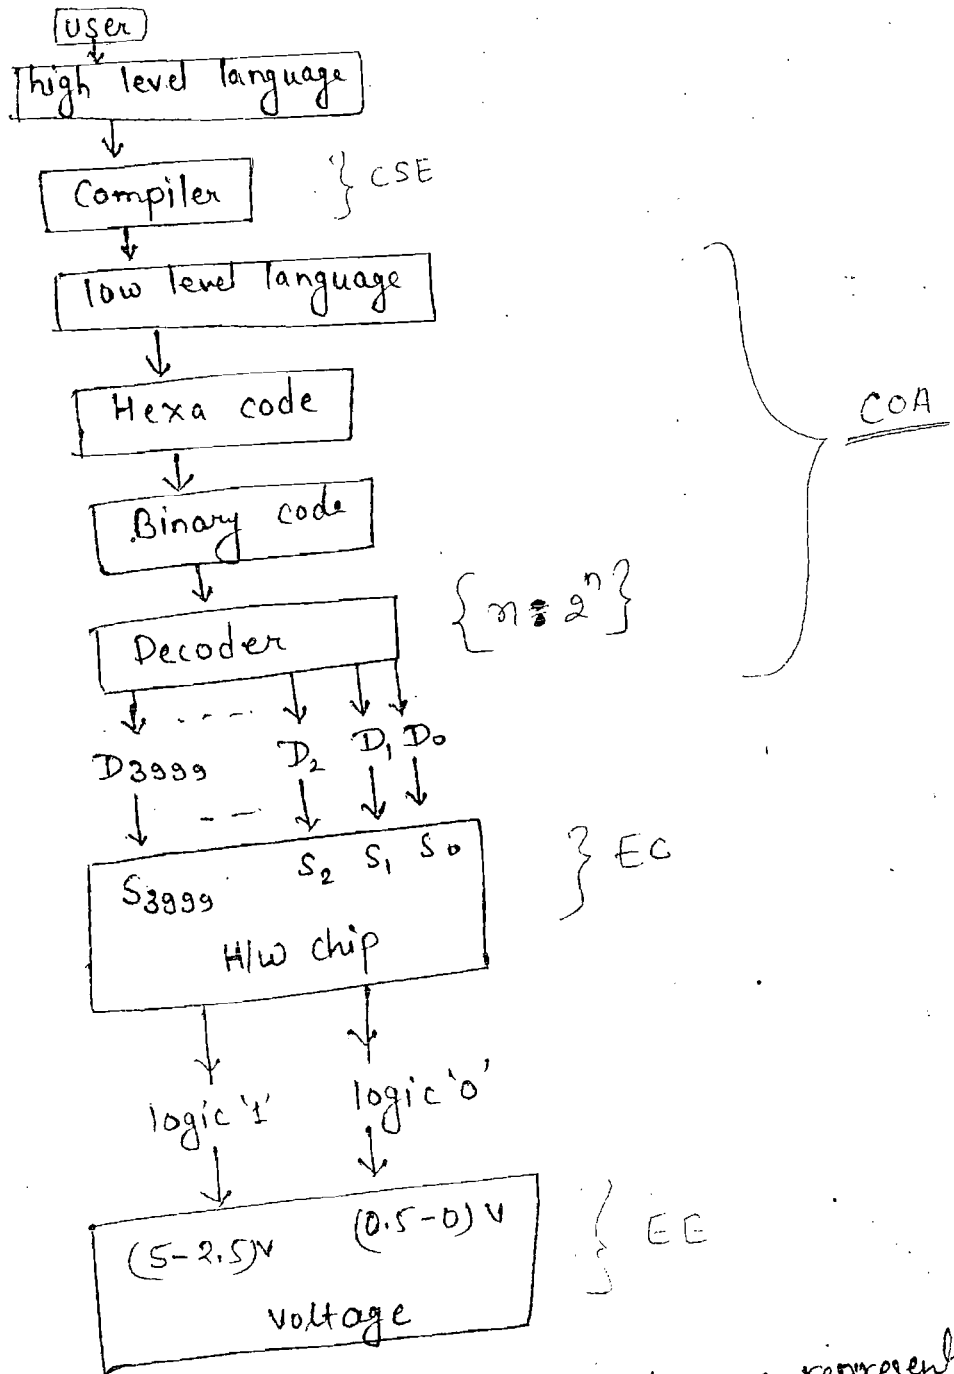 user
high level language
Compiler } CSE
low level language
Hexa code
COA
Binary code
Decoder {n : 2ⁿ}
D3999 .... D₂ D₁ D₀
S3999 S₂ S₁ S₀ } EC
H/W chip
logic '1' logic '0'
(5-2.5)V (0.5-0) V } EE
voltage